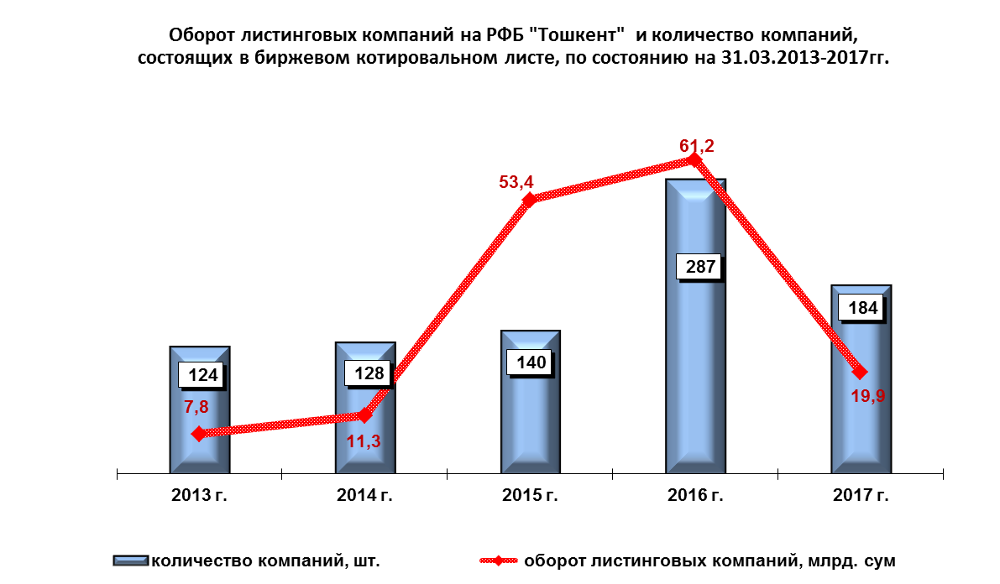 Оборот листинговых компаний на РФБ "Тошкент" и количество компаний,
состоящих в биржевом котировальном листе, по состоянию на 31.03.2013-2017гг.
61,2
53,4
287
184
140
124
128
7,8
19,9
11,3
2013 г.
2014 г.
2015 г.
2016 г.
2017 г.
количество компаний, шт.
оборот листинговых компаний, млрд. сум